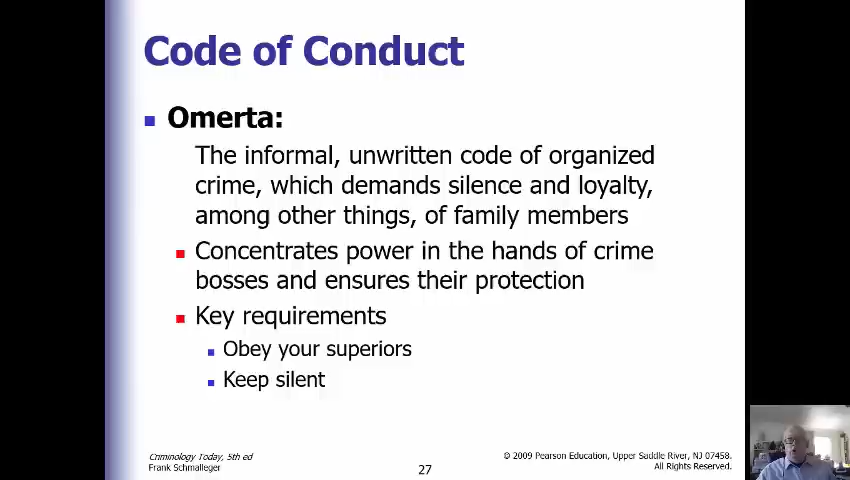 Code of Conduct
Omerta:
The informal, unwritten code of organized
crime, which demands silence and loyalty,
among other things, of family members
Concentrates power in the hands of crime
bosses and ensures their protection
Key requirements
Obey your superiors
Keep silent
Criminology Today, 5th ed
Frank Schmalleger
27
© 2009 Pearson Education, Upper Saddle River, NJ 07458.
All Rights Reserved.